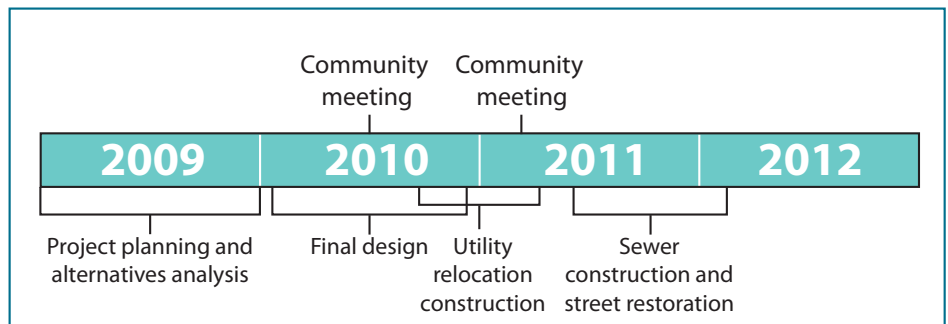 Community
meeting
Community
meeting
2009
2010
2011
2012
Project planning and
alternatives analysis
Final design
Utility
relocation
construction
Sewer
construction and
street restoration